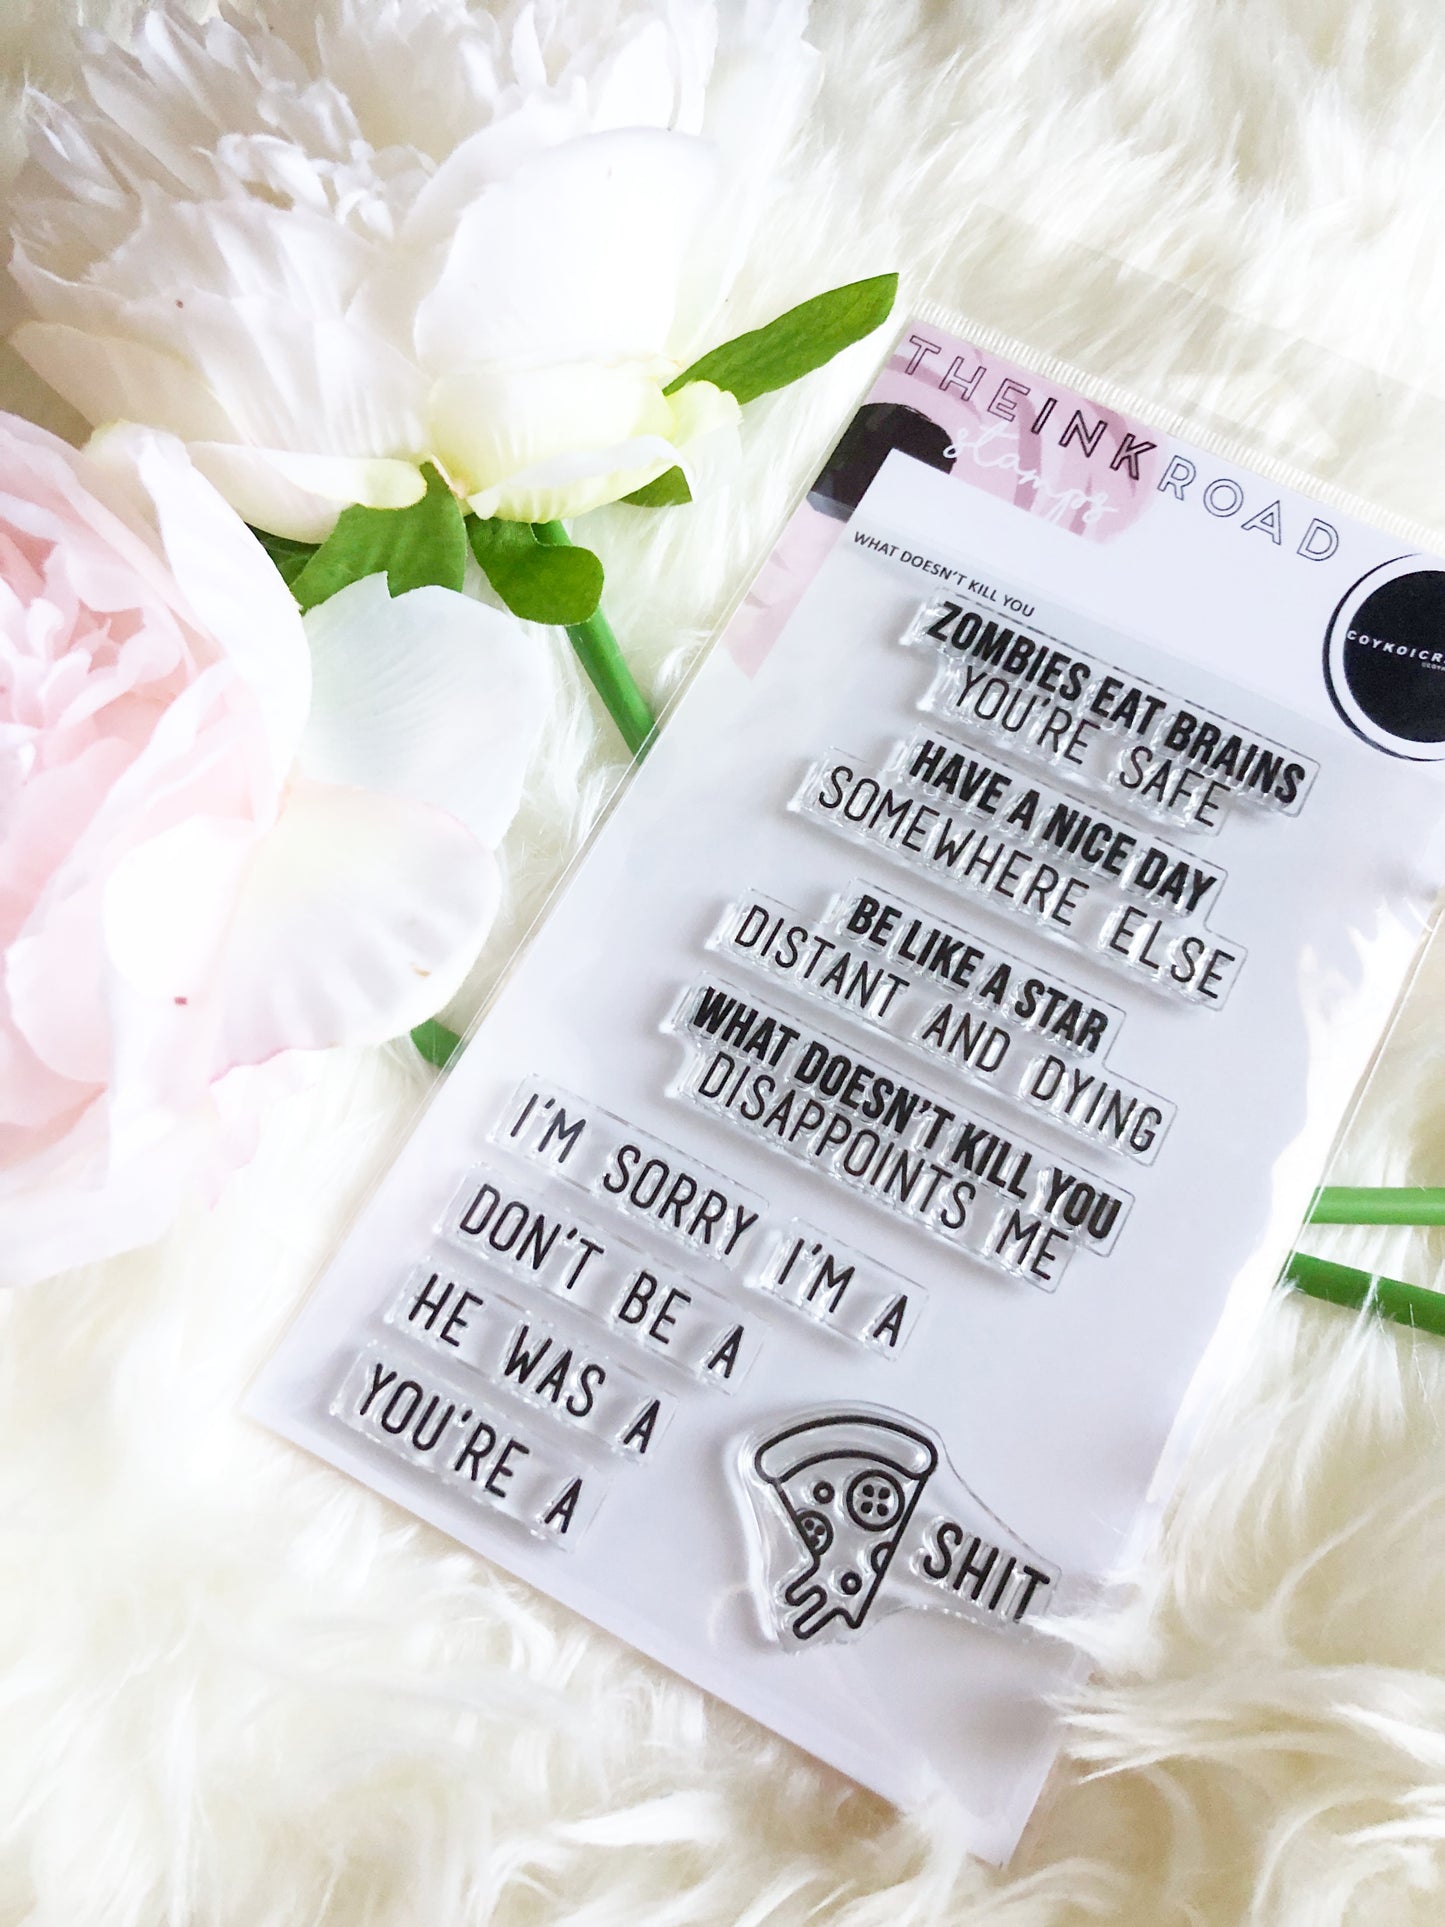 THEINKROAD
stamps
WHAT DOESN'T KILL YOU
COYKOICR
ZOMBIES EAT BRAINS
YOU'RE SAFE
HAVE A NICE DAY
SOMEWHERE ELSE
BE LIKE A STAR
DISTANT AND DYING
WHAT DOESN'T KILL YOU
DISAPPOINTS ME
I'M SORRY I'M A
DON'T BE A
HE WAS A
YOU'RE A
SHIT